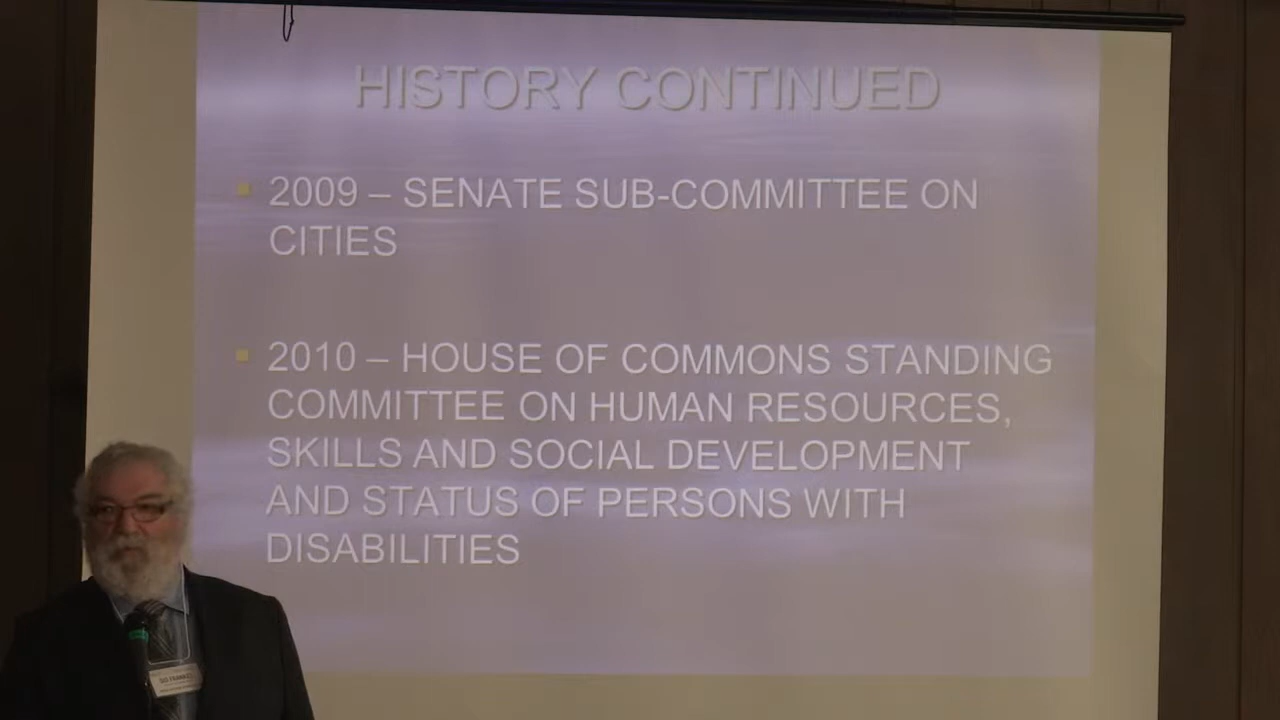 HISTORY CONTINUED
2009 – SENATE SUB-COMMITTEE ON
CITIES
2010 – HOUSE OF COMMONS STANDING
COMMITTEE ON HUMAN RESOURCES,
SKILLS AND SOCIAL DEVELOPMENT
AND STATUS OF PERSONS WITH
DISABILITIES